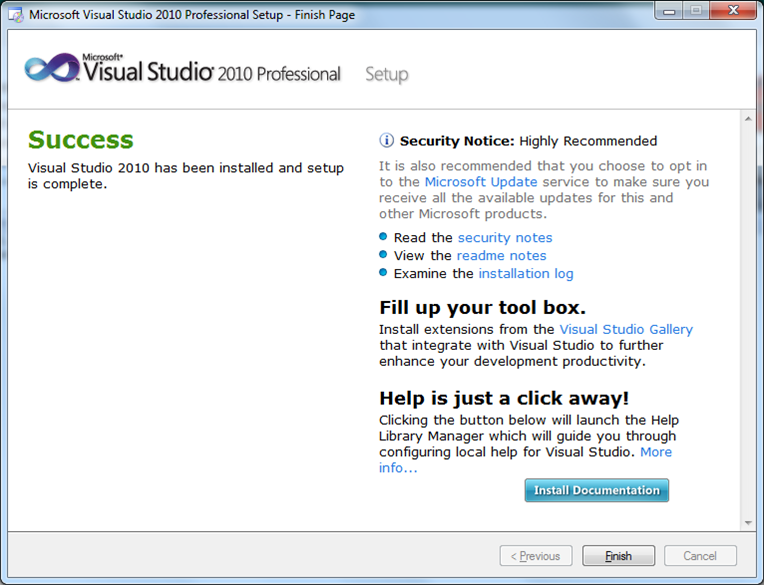 Microsoft Visual Studio 2010 Professional Setup - Finish Page
Microsoft®
Visual Studio® 2010 Professional Setup
Success
Visual Studio 2010 has been installed and setup
is complete.
Security Notice: Highly Recommended
It is also recommended that you choose to opt in
to the Microsoft Update service to make sure you
receive all the available updates for this and
other Microsoft products.
Read the security notes
View the readme notes
Examine the installation log
Fill up your tool box.
Install extensions from the Visual Studio Gallery
that integrate with Visual Studio to further
enhance your development productivity.
Help is just a click away!
Clicking the button below will launch the Help
Library Manager which will guide you through
configuring local help for Visual Studio. More
info...
Install Documentation
< Previous
Finish
Cancel